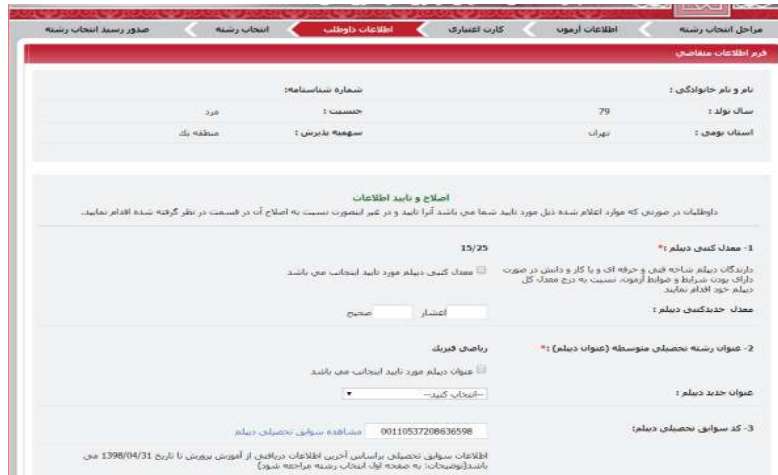 مراحل انتخاب رشته
اطلاعات آزمون
کارت اعتباری
اطلاعات داوطلب
انتخاب رشته
صدور رسید انتخاب رشته
فرم اطلاعات متقاضی
نام و نام خانوادگی :
شماره شناسنامه:
سال تولد : 79
جنسیت : مرد
استان بومی : تهران
سهمیه پذیرش : منطقه یك
اصلاح و تایید اطلاعات
داوطلبان در صورتی که موارد اعلام شده ذیل مورد تایید شما می باشد آنرا تایید و در غیر اینصورت نسبت به اصلاح آن در قسمت در نظر گرفته شده اقدام نمایید.
1- معدل کتبی دیپلم :* 15/25
دارندگان دیپلم شاخه فنی و حرفه ای و یا کار و دانش در صورت
دارای بودن شرایط و ضوابط آزمون، نسبت به درج معدل کل
دیپلم خود اقدام نمایند
معدل کتبی دیپلم مورد تایید اینجانب می باشد
معدل جدیدکتبی دیپلم : اعشار صحیح
2- عنوان رشته تحصیلی متوسطه (عنوان دیپلم) :* ریاضی فیزیك
عنوان دیپلم مورد تایید اینجانب می باشد
عنوان جدید دیپلم : --انتخاب کنید--
3- کد سوابق تحصیلی دیپلم: 00110537208636598 مشاهده سوابق تحصیلی دیپلم
اطلاعات سوابق تحصیلی براساس آخرین اطلاعات دریافتی از آموزش پرورش تا تاریخ 1398/04/31 می
باشد(توضیحات: به صفحه اول انتخاب رشته مراجعه شود)